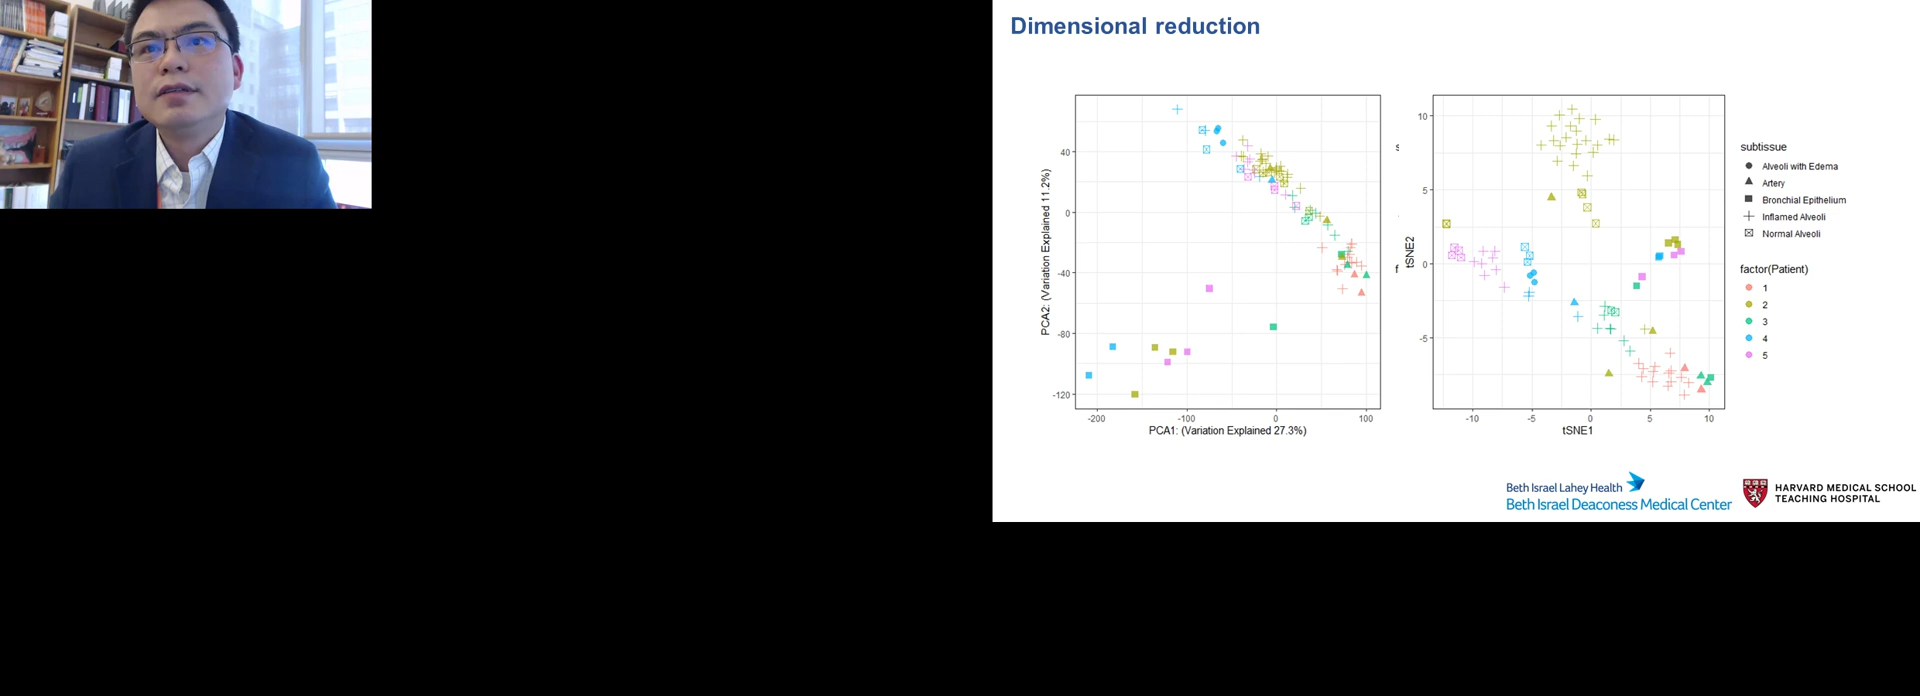 Dimensional reduction
PCA2: (Variation Explained 11.2%)
40
0
-40
-80
-120
-200
-100
0
100
PCA1: (Variation Explained 27.3%)
s
f
tSNE2
10
5
0
-5
-10
-5
0
5
10
tSNE1
subtissue
Alveoli with Edema
Artery
Bronchial Epithelium
Inflamed Alveoli
Normal Alveoli
factor(Patient)
1
2
3
4
5
Beth Israel Lahey Health
Beth Israel Deaconess Medical Center
HARVARD MEDICAL SCHOOL
TEACHING HOSPITAL